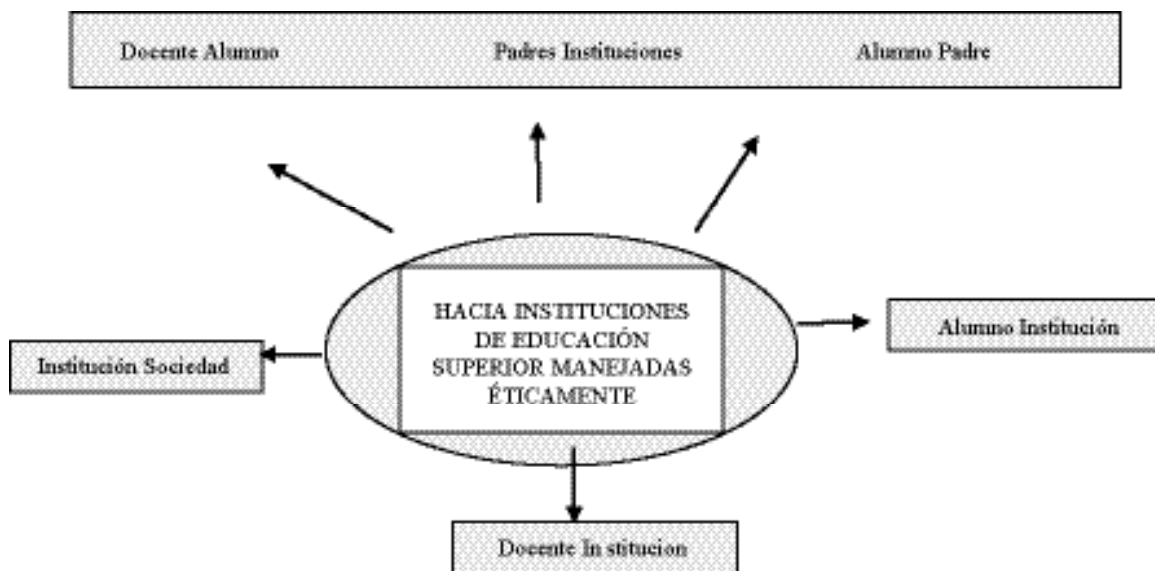 Docente Alumno Padres Instituciones Alumno Padre
HACIA INSTITUCIONES
DE EDUCACIÓN
SUPERIOR MANEJADAS
ÉTICAMENTE
Alumno Institución
Institución Sociedad
Docente In stitucion